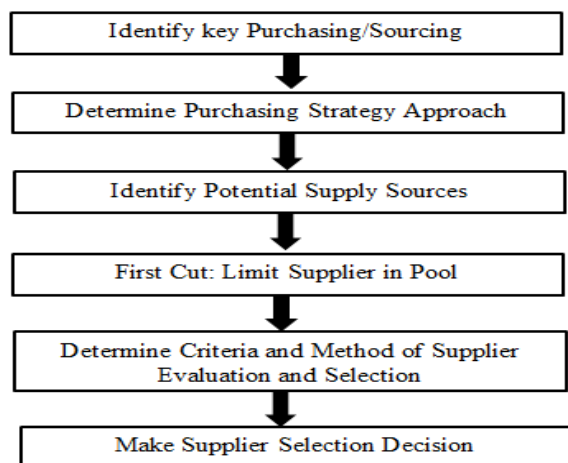 Identify key Purchasing/Sourcing
Determine Purchasing Strategy Approach
Identify Potential Supply Sources
First Cut: Limit Supplier in Pool
Determine Criteria and Method of Supplier
Evaluation and Selection
Make Supplier Selection Decision